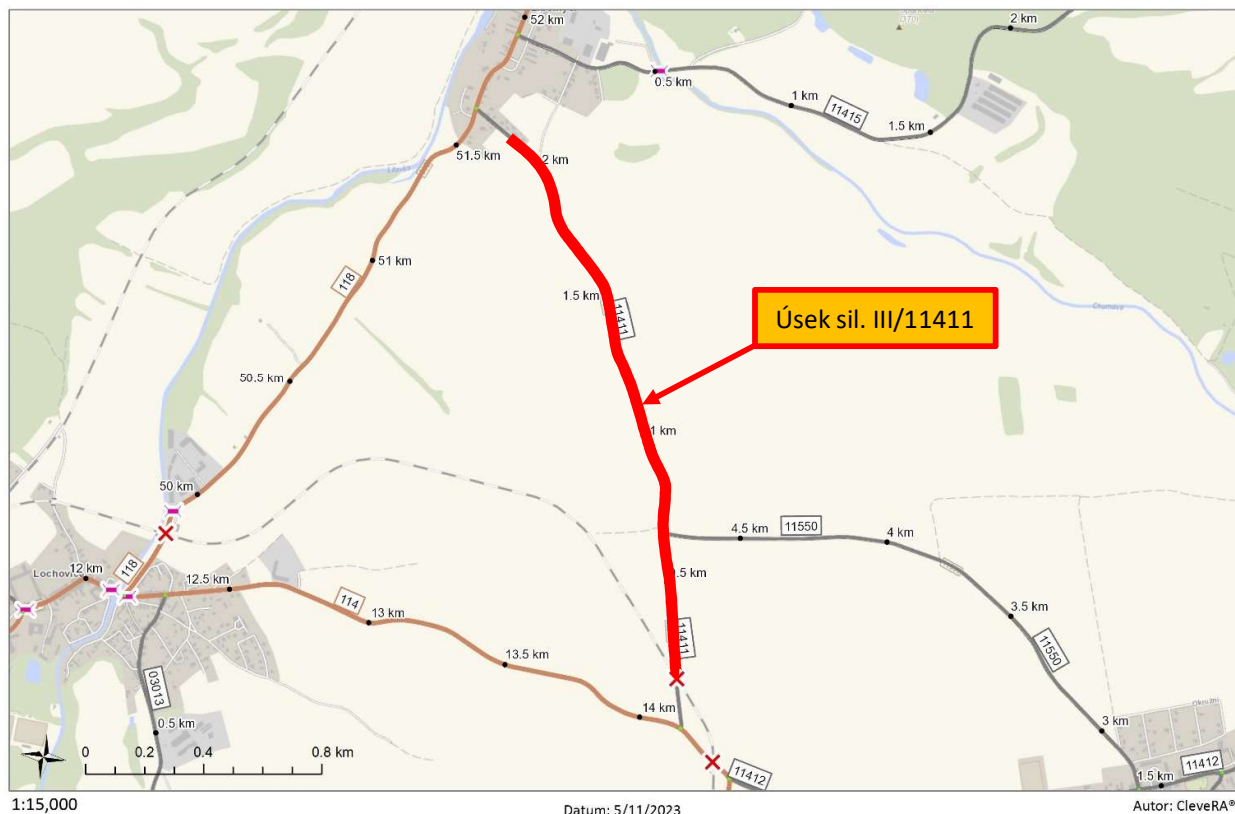 52 km
2 km
0.5 km
1 km
11415
1.5 km
51.5 km
2 km
51 km
118
1.5 km
11411
Úsek sil. III/11411
Chumava
50.5 km
1 km
50 km
4.5 km
11550
4 km
118
Lochovice
12 km
12.5 km
.5 km
114
13 km
11411
3.5 km
11550
13.5 km
03013
14 km
Okružní
0.5 km
3 km
0 0.2 0.4 0.8 km
11412
1.5 km
11412
1:15,000
Datum: 5/11/2023
Autor: CleveRA®